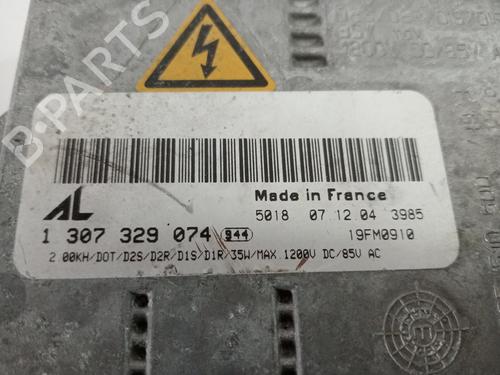 B-PARTS
Made in France
AL
5018 07 12 04 3985
1 307 329 074 944
19FM0910
2.00KH/DOT/D2S/D2R/D1S/D1R/35W/MAX.1200V DC/85V AC